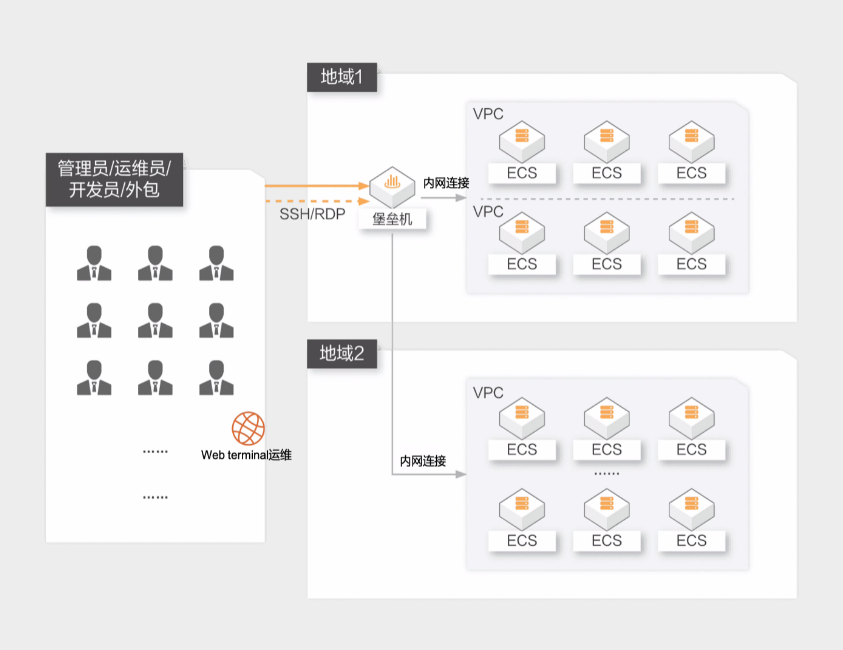 管理员/运维员/
开发员/外包
……
……
Web terminal运维
SSH/RDP
地域1
堡垒机
内网连接
VPC
ECS
ECS
ECS
VPC
ECS
ECS
ECS
地域2
内网连接
VPC
ECS
ECS
ECS
……
ECS
ECS
ECS